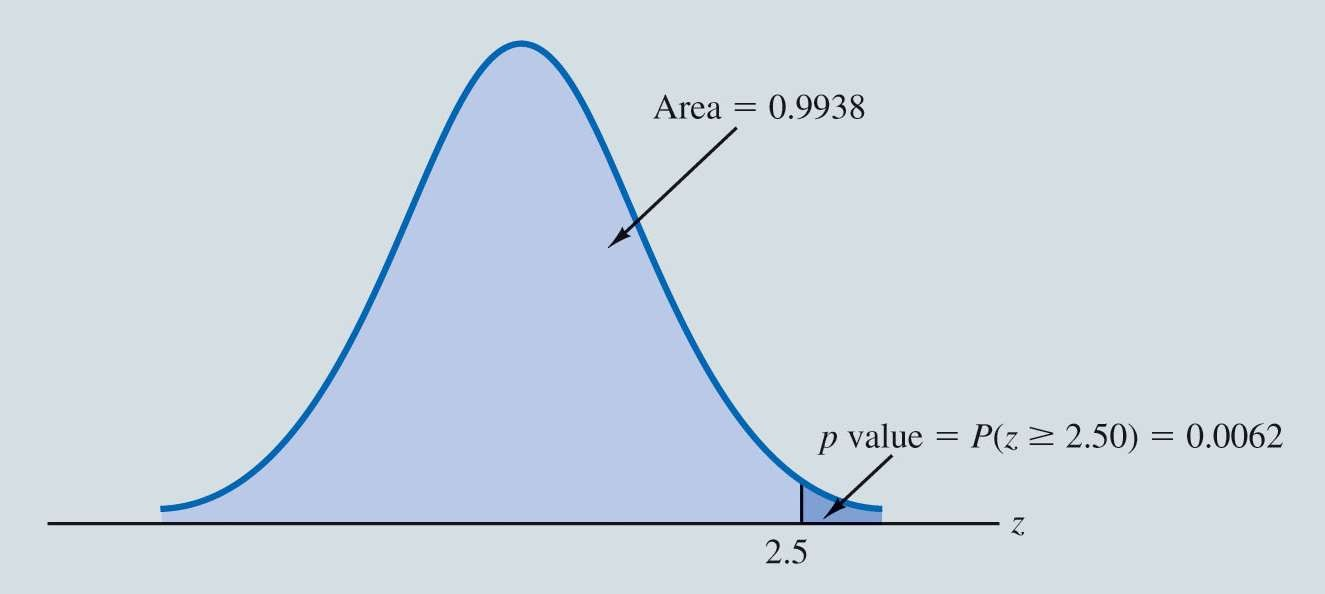 Area = 0.9938
p value = P(z ≥ 2.50) = 0.0062
z
2.5